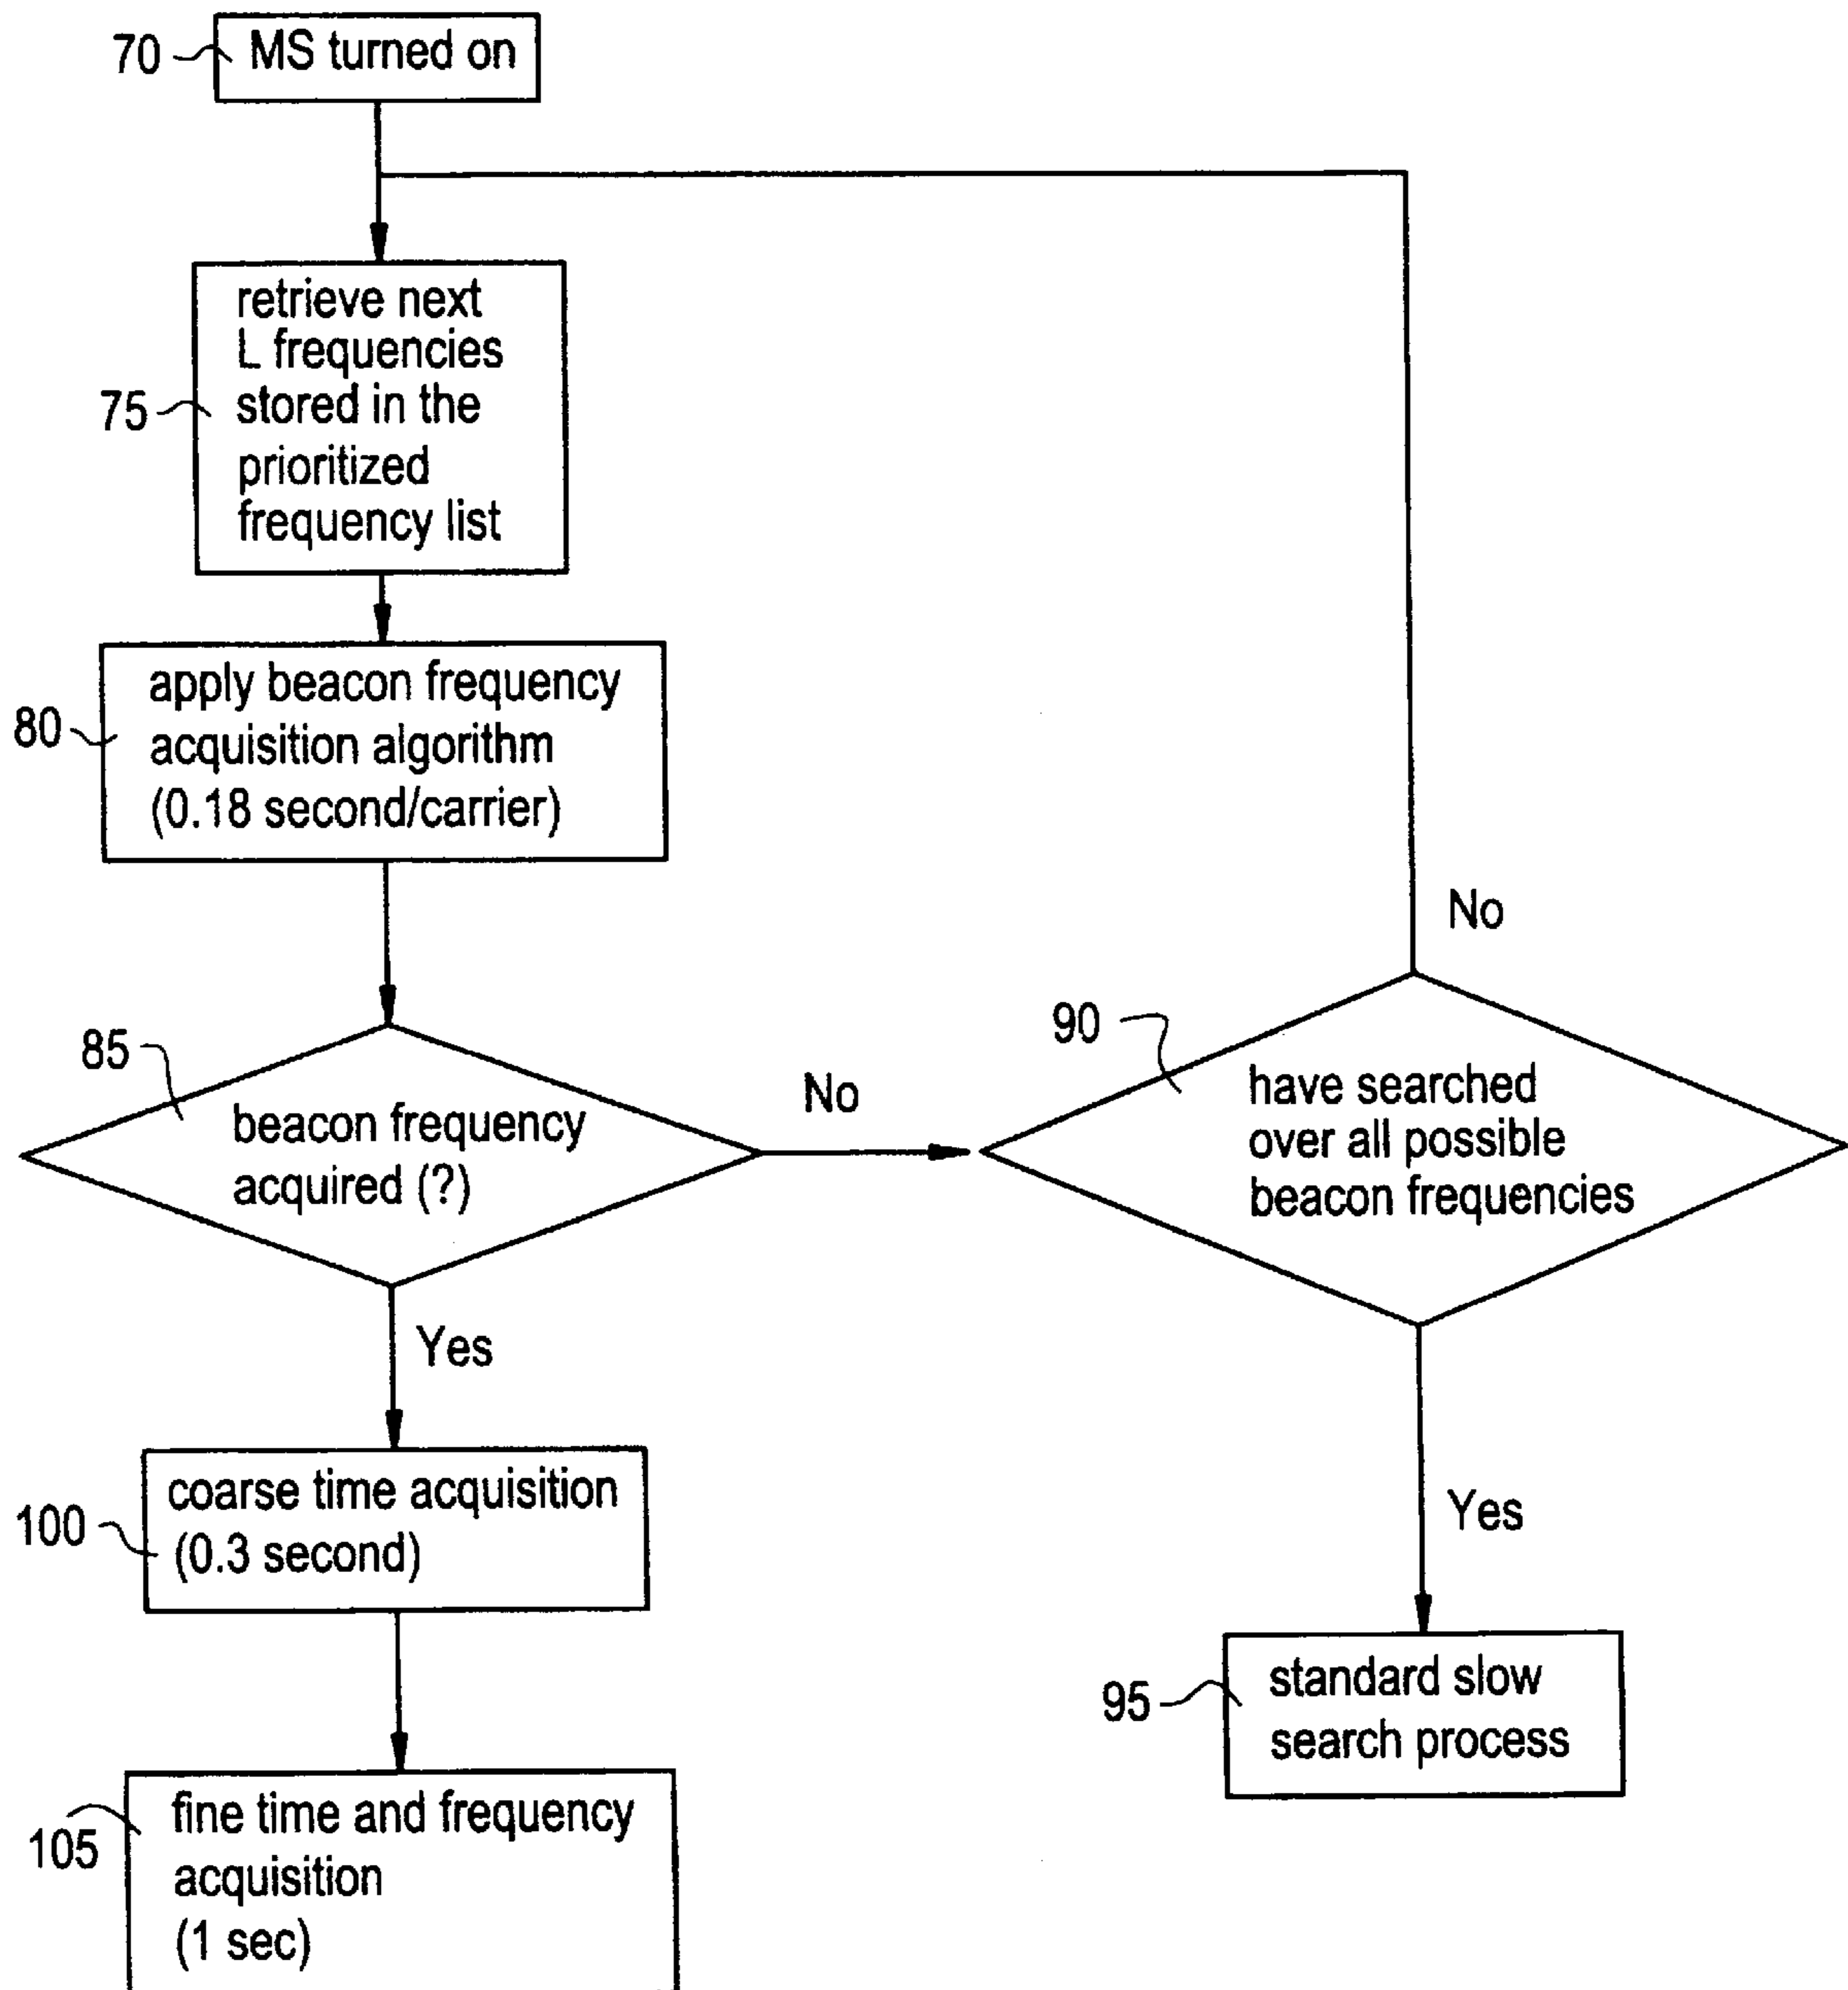 70
MS turned on
retrieve next
L frequencies
stored in the
prioritized
frequency list
75
apply beacon frequency
acquisition algorithm
(0.18 second/carrier)
80
85
beacon frequency
acquired (?)
No
90
have searched
over all possible
beacon frequencies
No
Yes
coarse time acquisition
(0.3 second)
100
Yes
95
standard slow
search process
105
fine time and frequency
acquisition
(1 sec)